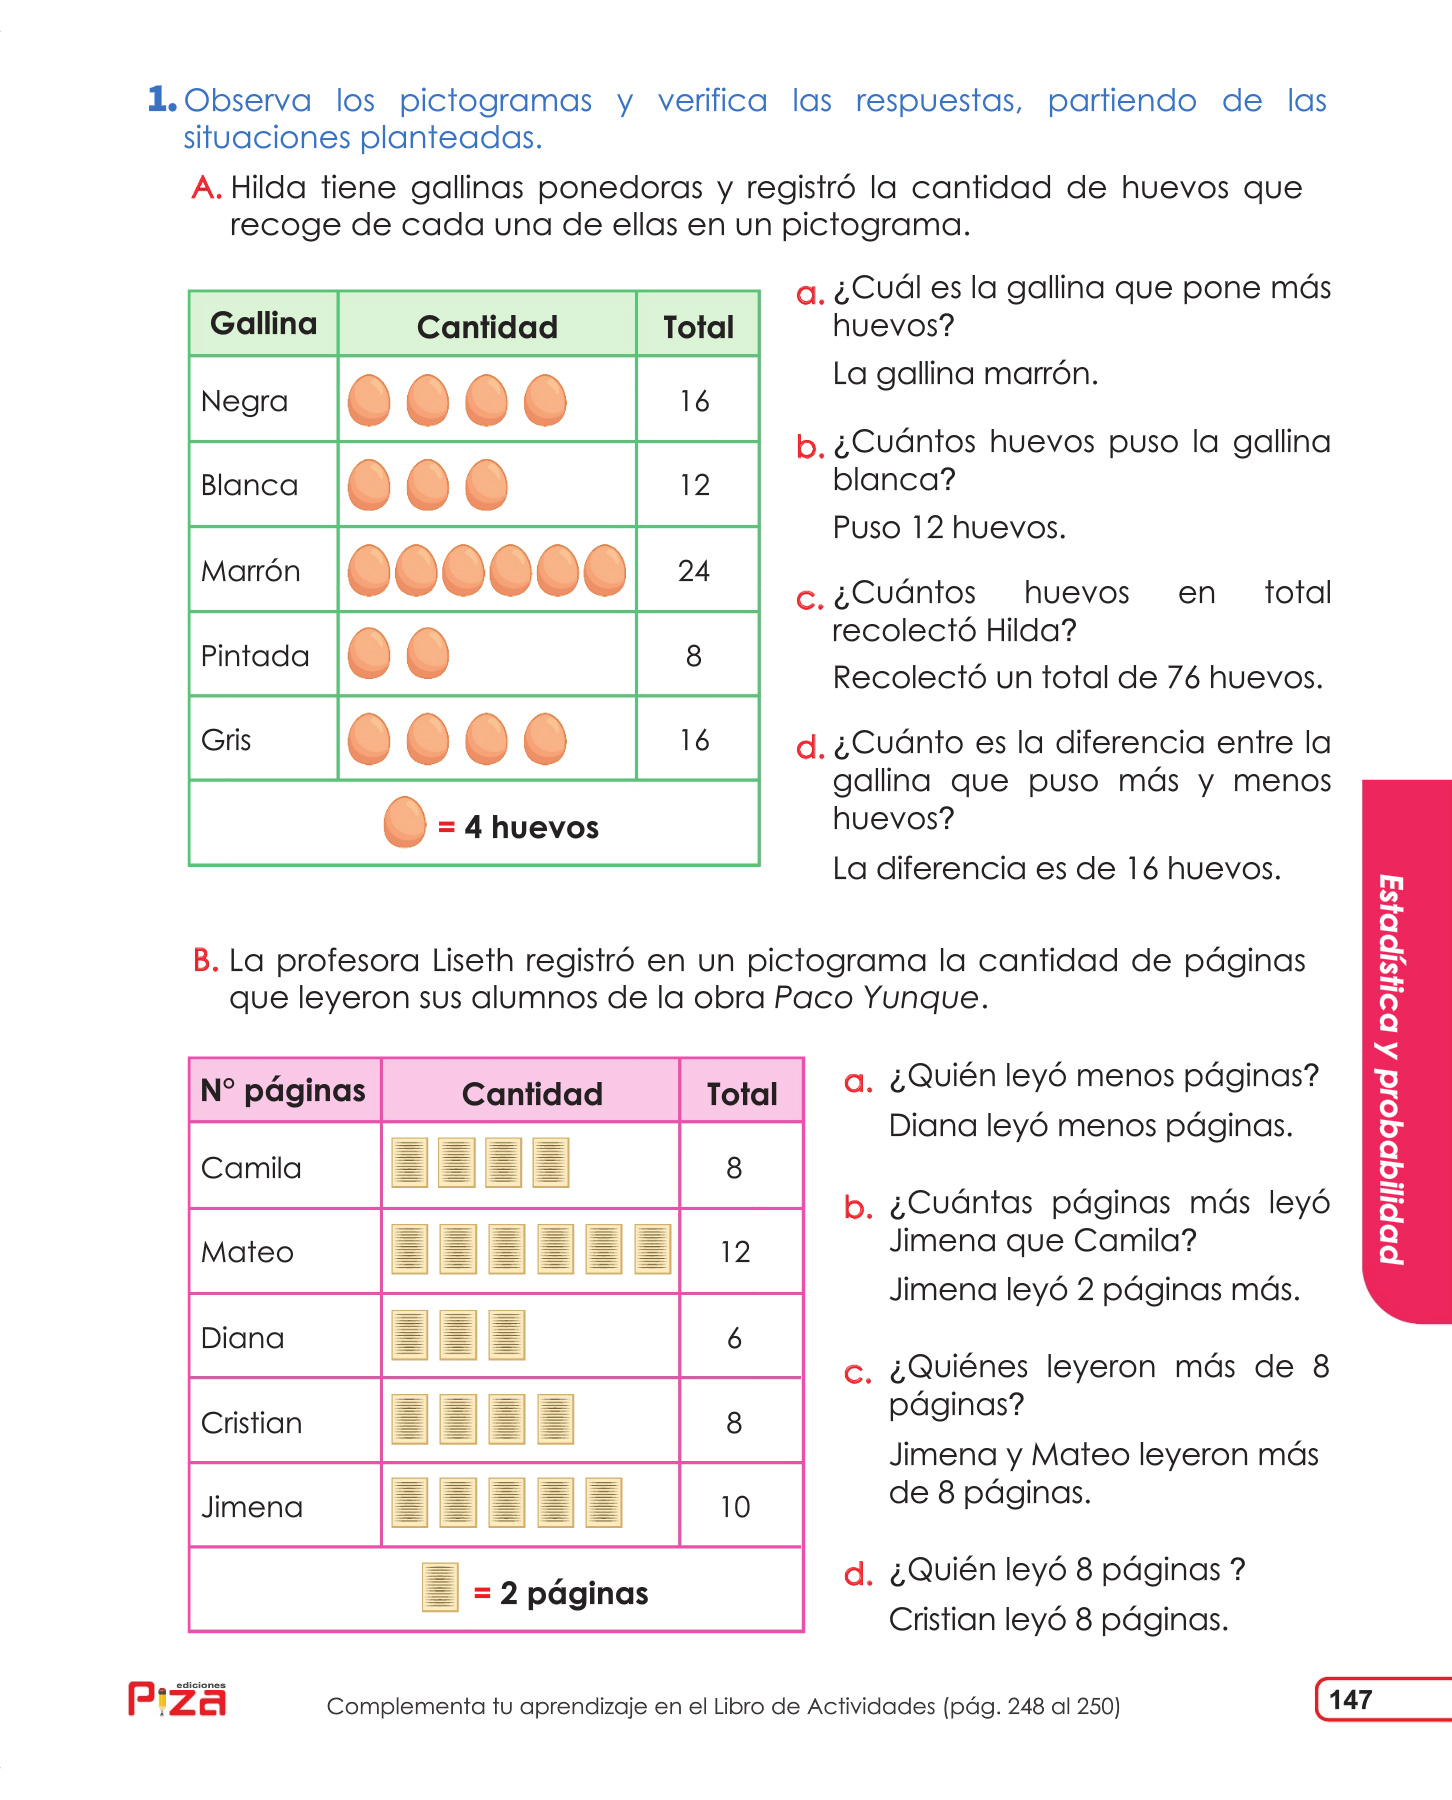 1. Observa los pictogramas y verifica las respuestas, partiendo de las
situaciones planteadas.
A. Hilda tiene gallinas ponedoras y registró la cantidad de huevos que
recoge de cada una de ellas en un pictograma.
Gallina Cantidad Total
Negra 16
Blanca 12
Marrón 24
Pintada 8
Gris 16
= 4 huevos
a. ¿Cuál es la gallina que pone más
huevos?
La gallina marrón.
b. ¿Cuántos huevos puso la gallina
blanca?
Puso 12 huevos.
c. ¿Cuántos huevos en total
recolectó Hilda?
Recolectó un total de 76 huevos.
d. ¿Cuánto es la diferencia entre la
gallina que puso más y menos
huevos?
La diferencia es de 16 huevos.
B. La profesora Liseth registró en un pictograma la cantidad de páginas
que leyeron sus alumnos de la obra Paco Yunque.
N° páginas Cantidad Total
Camila 8
Mateo 12
Diana 6
Cristian 8
Jimena 10
= 2 páginas
a. ¿Quién leyó menos páginas?
Diana leyó menos páginas.
b. ¿Cuántas páginas más leyó
Jimena que Camila?
Jimena leyó 2 páginas más.
c. ¿Quiénes leyeron más de 8
páginas?
Jimena y Mateo leyeron más
de 8 páginas.
d. ¿Quién leyó 8 páginas ?
Cristian leyó 8 páginas.
Estadística y probabilidad
ediciones
Piza
Complementa tu aprendizaje en el Libro de Actividades (pág. 248 al 250)
147